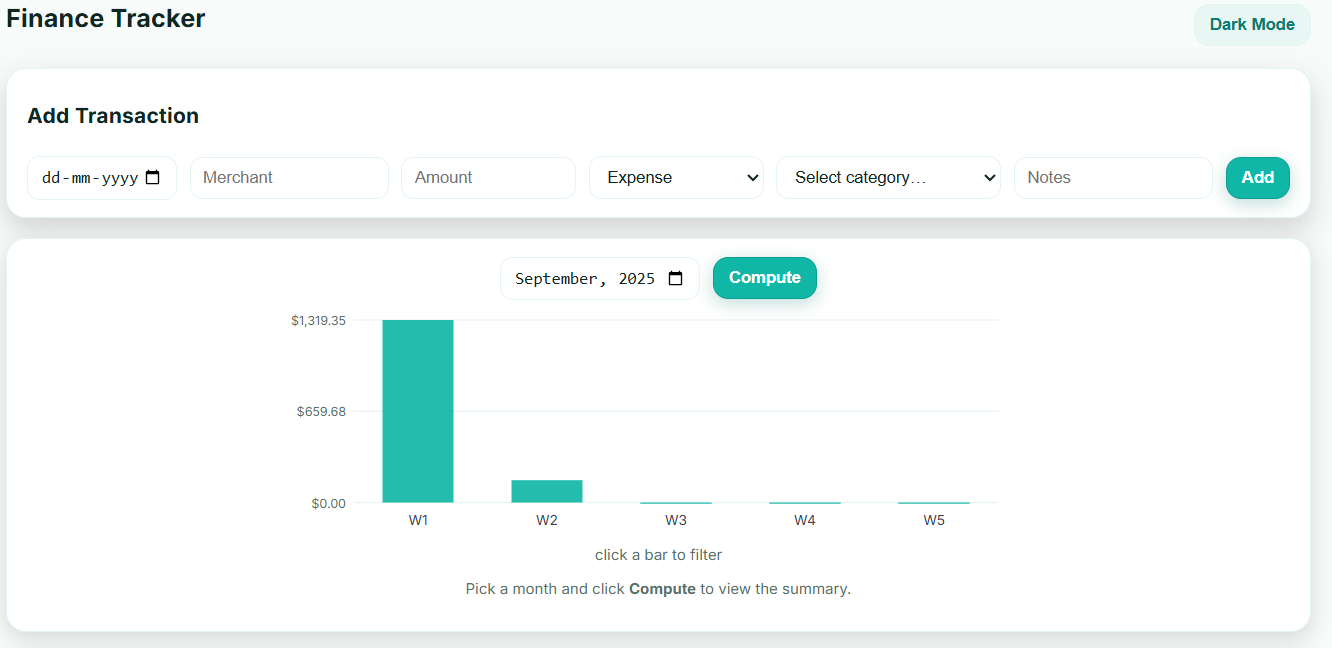 Finance Tracker
Dark Mode
Add Transaction
dd-mm-yyyy Merchant Amount Expense Select category... Notes Add
September, 2025 Compute
$1,319.35
$659.68
$0.00
W1 W2 W3 W4 W5
click a bar to filter
Pick a month and click Compute to view the summary.